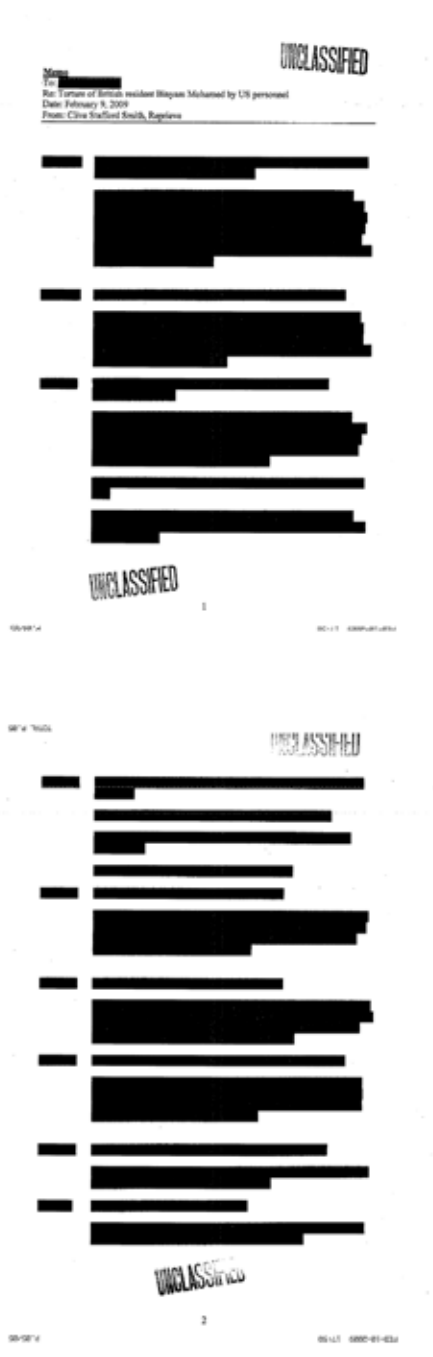 UNCLASSIFIED
Memo
To:
Re: Torture of British resident Binyam Mohamed by US personnel
Date: February 9, 2009
From: Clive Stafford Smith, Reprieve
UNCLASSIFIED
1
UNCLASSIFIED
UNCLASSIFIED
2